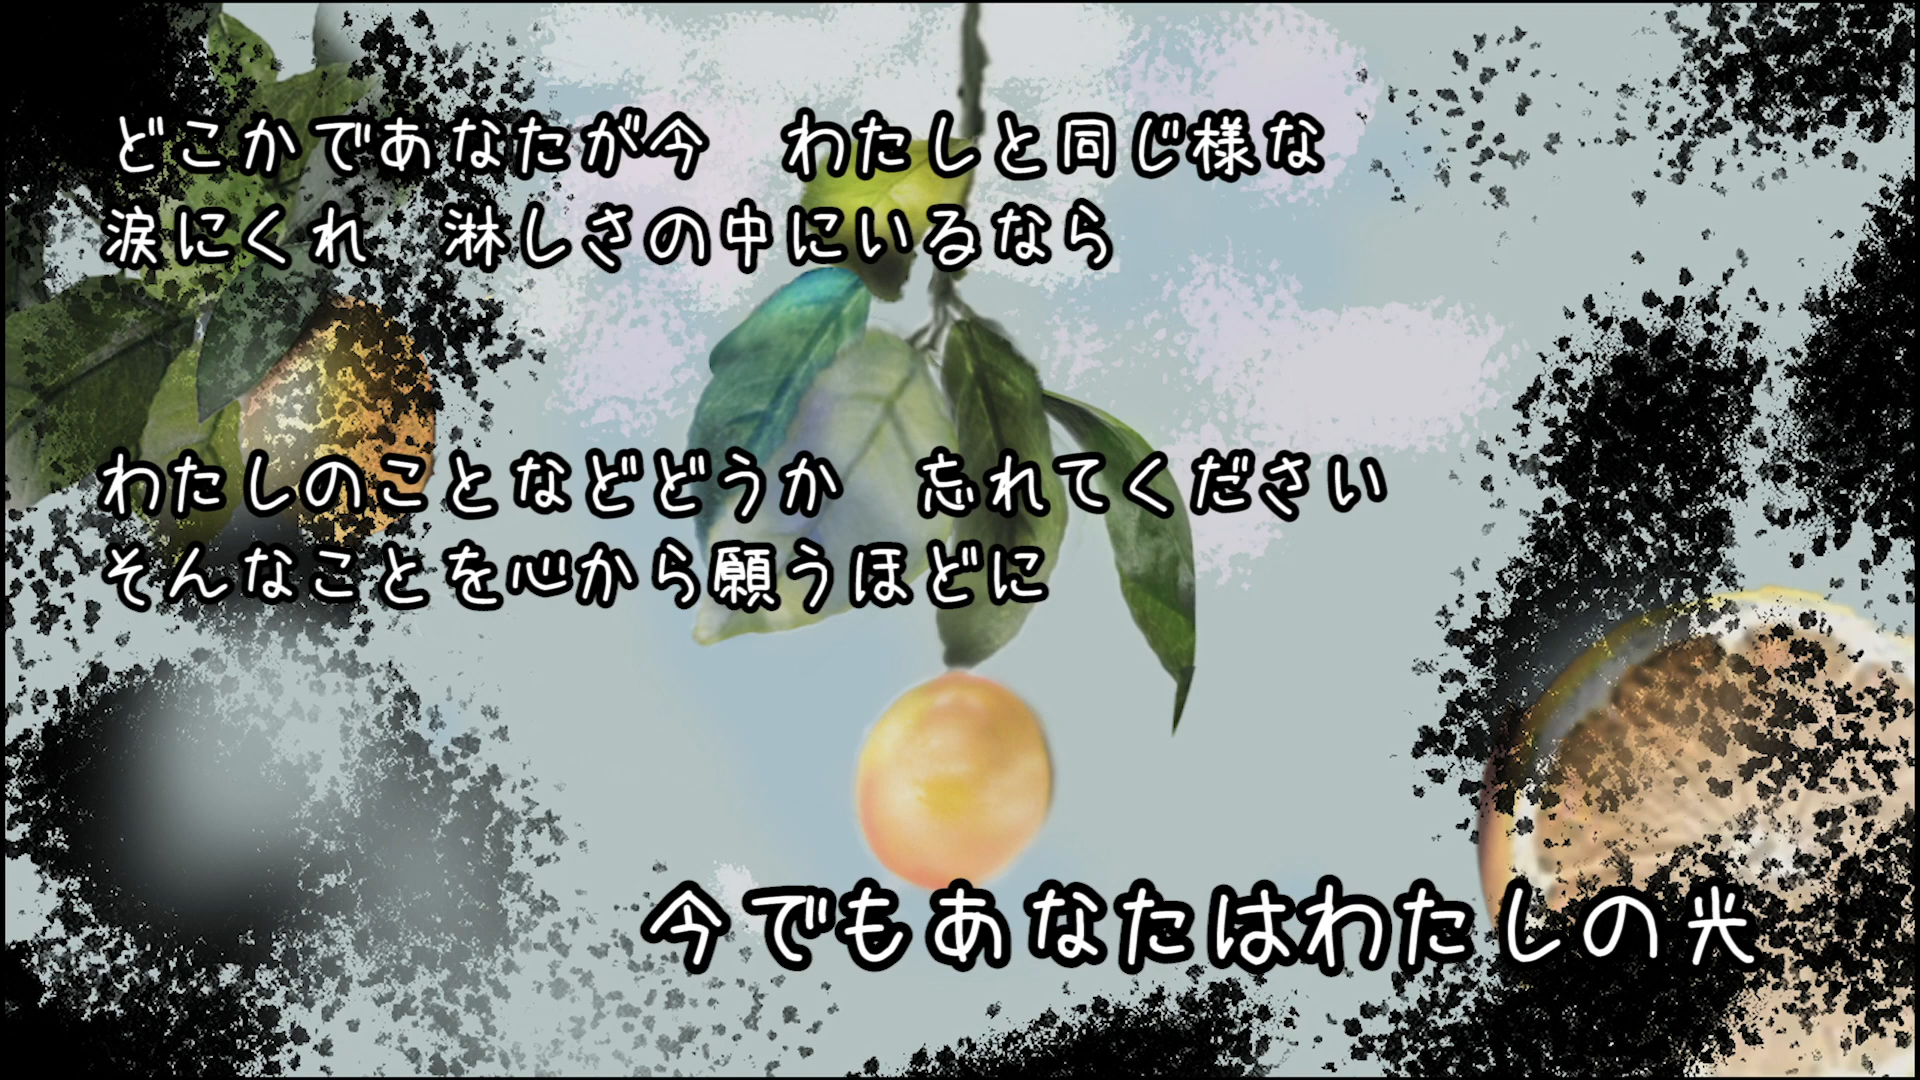 どこかであなたが今　わたしと同じ様な
涙にくれ　淋しさの中にいるなら
わたしのことなどどうか　忘れてください
そんなことを心から願うほどに
今でもあなたはわたしの光